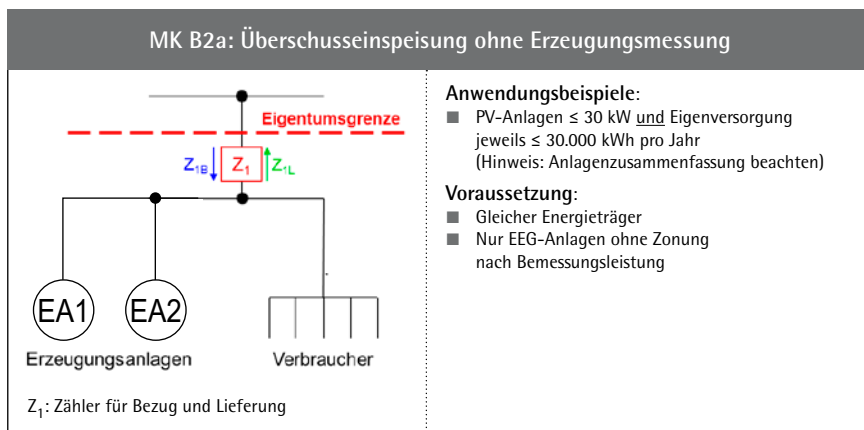 MK B2a: Überschusseinspeisung ohne Erzeugungsmessung
Eigentumsgrenze
Z1B Z1 Z1L
EA1 EA2
Erzeugungsanlagen Verbraucher
Z1: Zähler für Bezug und Lieferung
Anwendungsbeispiele:
PV-Anlagen ≤ 30 kW und Eigenversorgung
jeweils ≤ 30.000 kWh pro Jahr
(Hinweis: Anlagenzusammenfassung beachten)
Voraussetzung:
Gleicher Energieträger
Nur EEG-Anlagen ohne Zonung
nach Bemessungsleistung